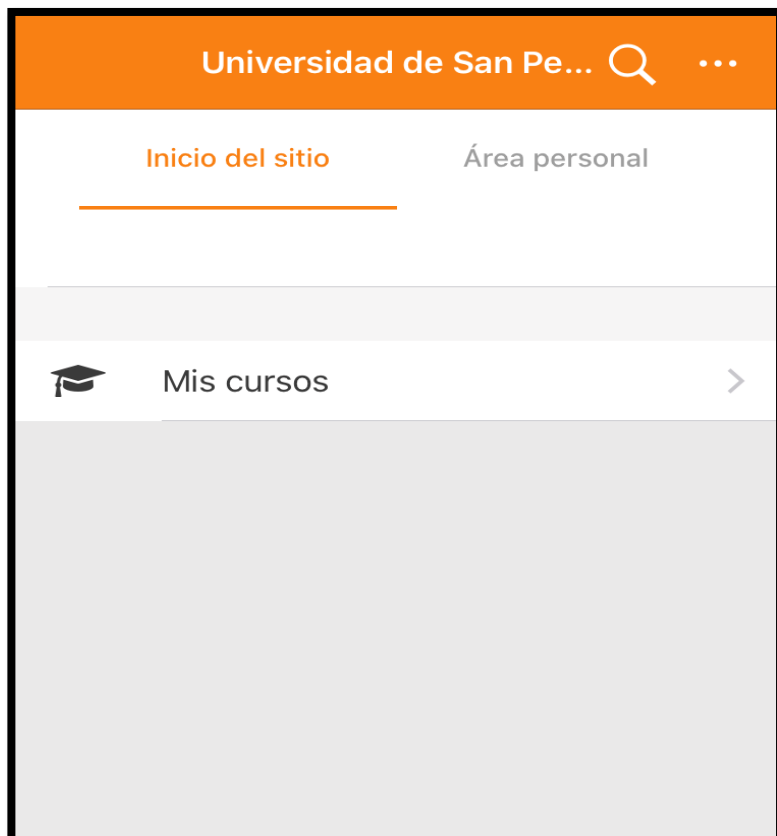 Universidad de San Pe...
Inicio del sitio
Área personal
Mis cursos